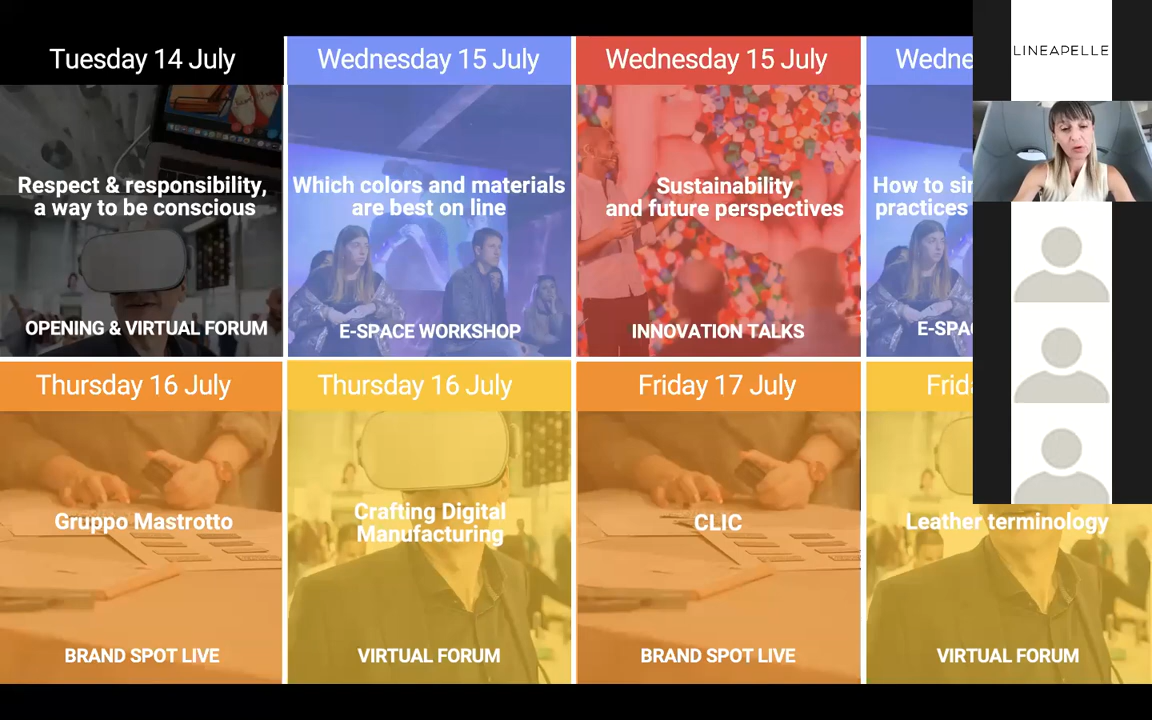 Tuesday 14 July
Wednesday 15 July
Wednesday 15 July
LINEAPELLE
Respect & responsibility,
a way to be conscious
Which colors and materials
are best on line
Sustainability
and future perspectives
How to
practices
OPENING & VIRTUAL FORUM
E-SPACE WORKSHOP
INNOVATION TALKS
Thursday 16 July
Thursday 16 July
Friday 17 July
Gruppo Mastrotto
Crafting Digital
Manufacturing
CLIC
Leather terminology
BRAND SPOT LIVE
VIRTUAL FORUM
BRAND SPOT LIVE
VIRTUAL FORUM